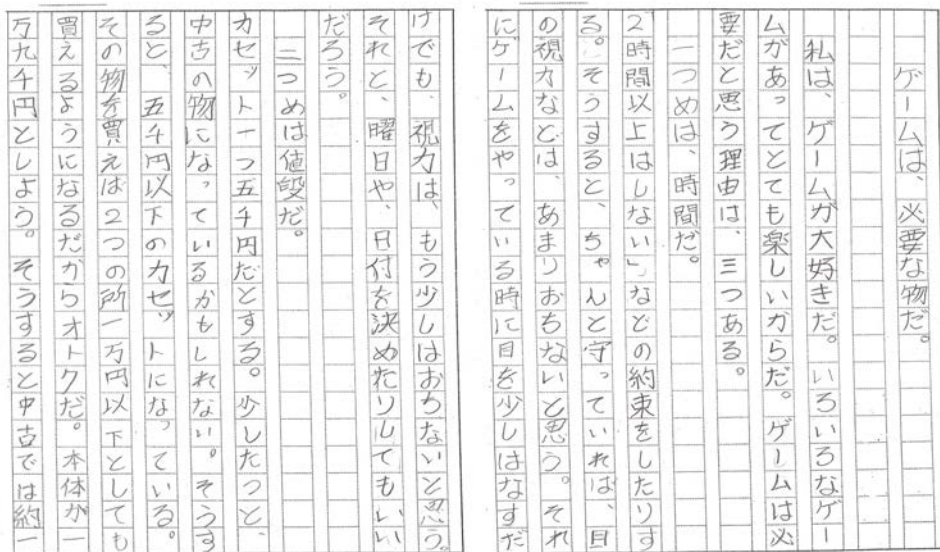 ゲームは、必要な物だ。
私は、ゲームが大好きだ。いろいろなゲー
ムがあってとても楽しいからだ。ゲームは必
要だと思う理由は、三つある。
一つめは、時間だ。
「2時間以上はしない」などの約束をしたりす
る。そうすると、ちゃんと守っていれば、目
の視力などは、あまりおちないと思う。それ
にゲームをやっている時に目を少しはなすだ
けでも、視力は、もう少しはおちないと思う。
それと、曜日や、日付を決めたりしてもいい
だろう。
二つめは値段だ。
カセット一つ五千円だとする。少したつと、
中古の物になっているかもしれない。そうす
ると、五千円以下のカセットになっている。
その物を買えば2つの所一万円以下としても
買えるようになるだからオトクだ。本体が一
万九千円としよう。そうすると中古では約一